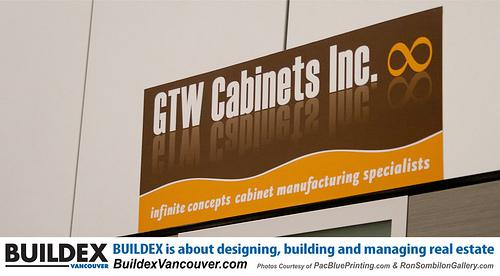 GTW Cabinets Inc.
infinite concepts cabinet manufacturing specialists
BUILDEX
VANCOUVER
BUILDEX is about designing, building and managing real estate
BuildexVancouver.com
Photos Courtesy of PacBluePrinting.com & RonSombilonGallery.com